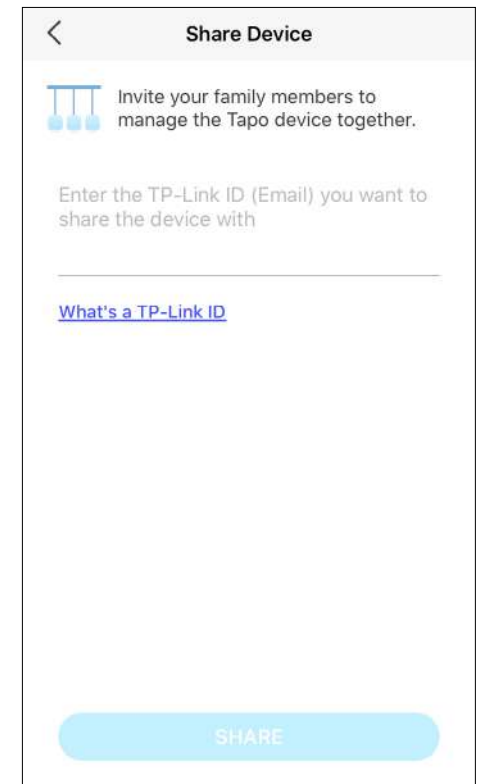 Share Device
Invite your family members to
manage the Tapo device together.
Enter the TP-Link ID (Email) you want to
share the device with
What's a TP-Link ID
SHARE